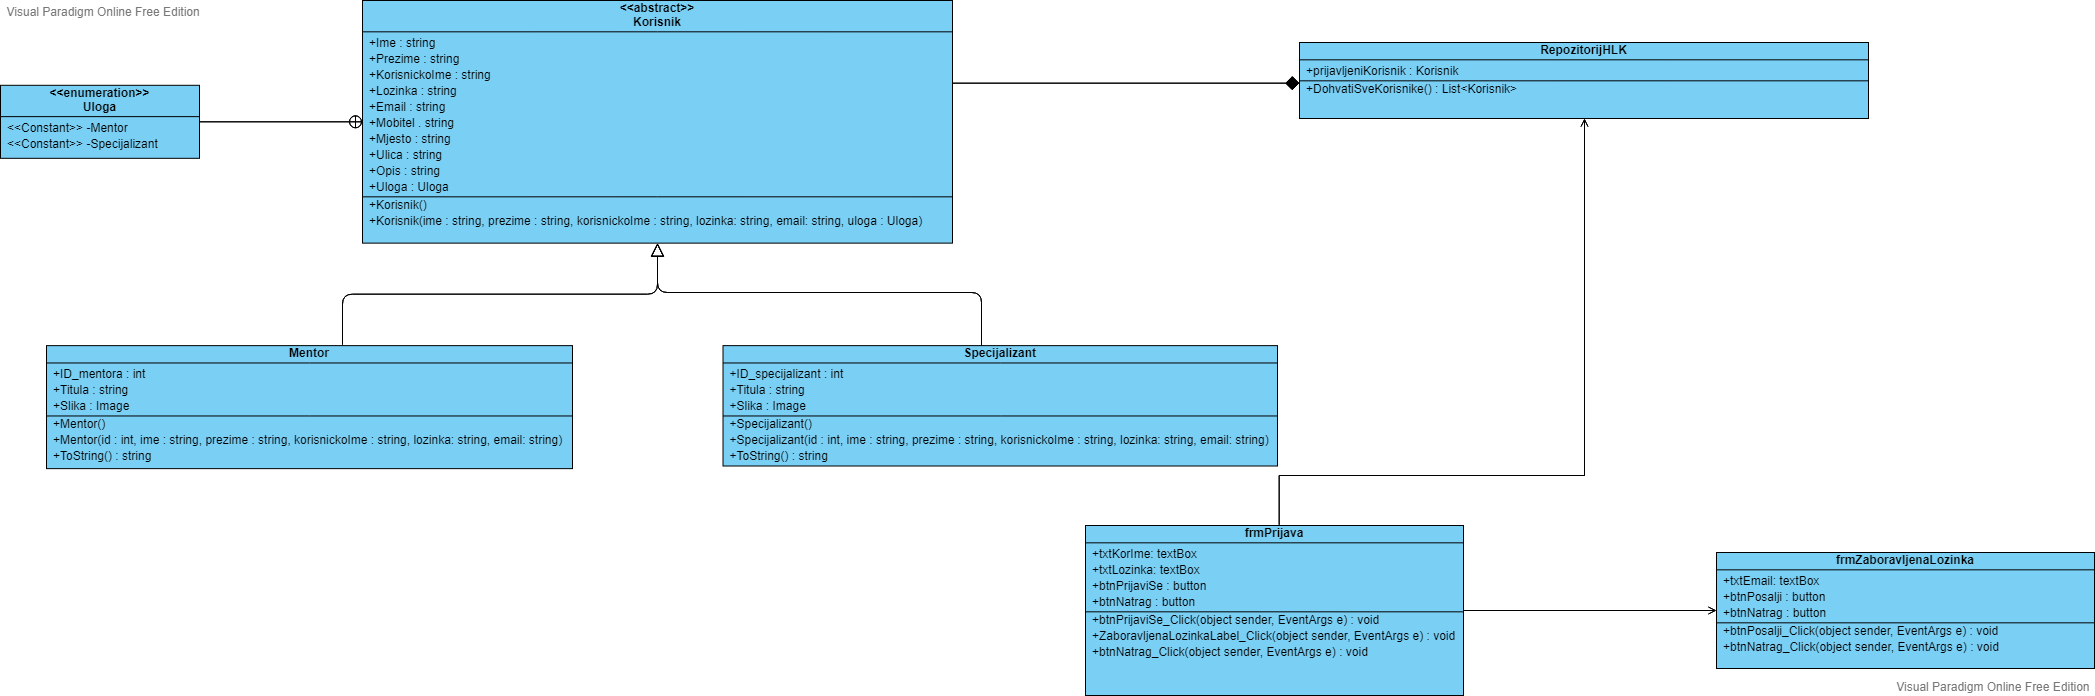 Visual Paradigm Online Free Edition
<<abstract>>
Korisnik
+Ime : string
+Prezime : string
+KorisnickoIme : string
+Lozinka : string
+Email : string
+Mobitel . string
+Mjesto : string
+Ulica : string
+Opis : string
+Uloga : Uloga
+Korisnik()
+Korisnik(ime : string, prezime : string, korisnickoIme : string, lozinka: string, email: string, uloga : Uloga)
RepozitorijHLK
+prijavljeniKorisnik : Korisnik
+DohvatiSveKorisnike() : List<Korisnik>
<<enumeration>>
Uloga
<<Constant>> -Mentor
<<Constant>> -Specijalizant
Mentor
+ID_mentora : int
+Titula : string
+Slika : Image
+Mentor()
+Mentor(id : int, ime : string, prezime : string, korisnickoIme : string, lozinka: string, email: string)
+ToString() : string
Specijalizant
+ID_specijalizant : int
+Titula : string
+Slika : Image
+Specijalizant()
+Specijalizant(id : int, ime : string, prezime : string, korisnickoIme : string, lozinka: string, email: string)
+ToString() : string
frmPrijava
+txtKorIme: textBox
+txtLozinka: textBox
+btnPrijaviSe : button
+btnNatrag : button
+btnPrijaviSe_Click(object sender, EventArgs e) : void
+ZaboravljenaLozinkaLabel_Click(object sender, EventArgs e) : void
+btnNatrag_Click(object sender, EventArgs e) : void
frmZaboravljenaLozinka
+txtEmail: textBox
+btnPosalji : button
+btnNatrag : button
+btnPosalji_Click(object sender, EventArgs e) : void
+btnNatrag_Click(object sender, EventArgs e) : void
Visual Paradigm Online Free Edition